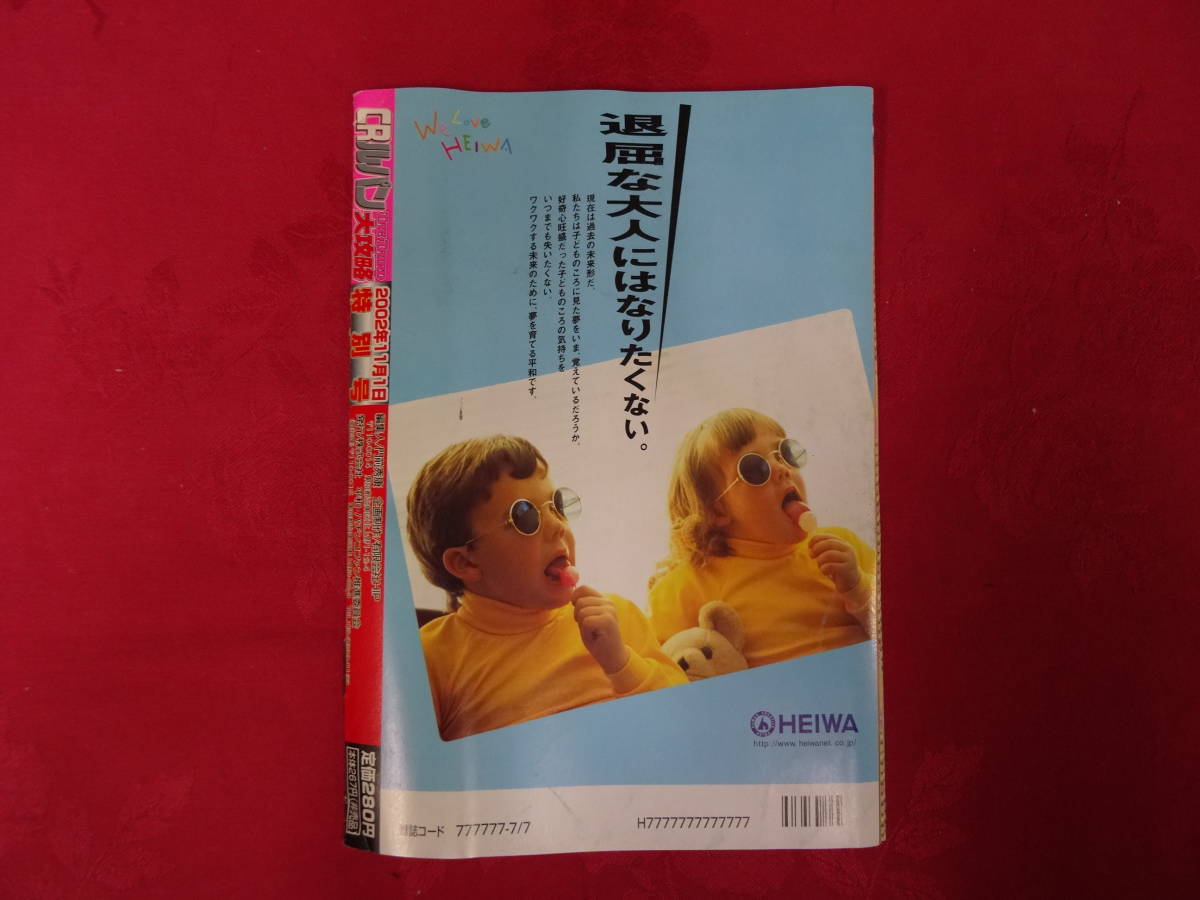 We Love
HEIWA
退屈な大人にはなりたくない。
現在は過去の未来形だ。
私たちは子どものころに見た夢をいま、覚えているだろうか。
好奇心旺盛だった子どものころの気持ちを
いつまでも失いたくない。
ワクワクする未来のために、夢を育てる平和です。
HEIWA
http://www.heiwanet.co.jp/
雑誌コード 777777-7/7
H7777777777777
CRルパン
大攻略
2002年11月1日
特別号
定価280円
本体267円